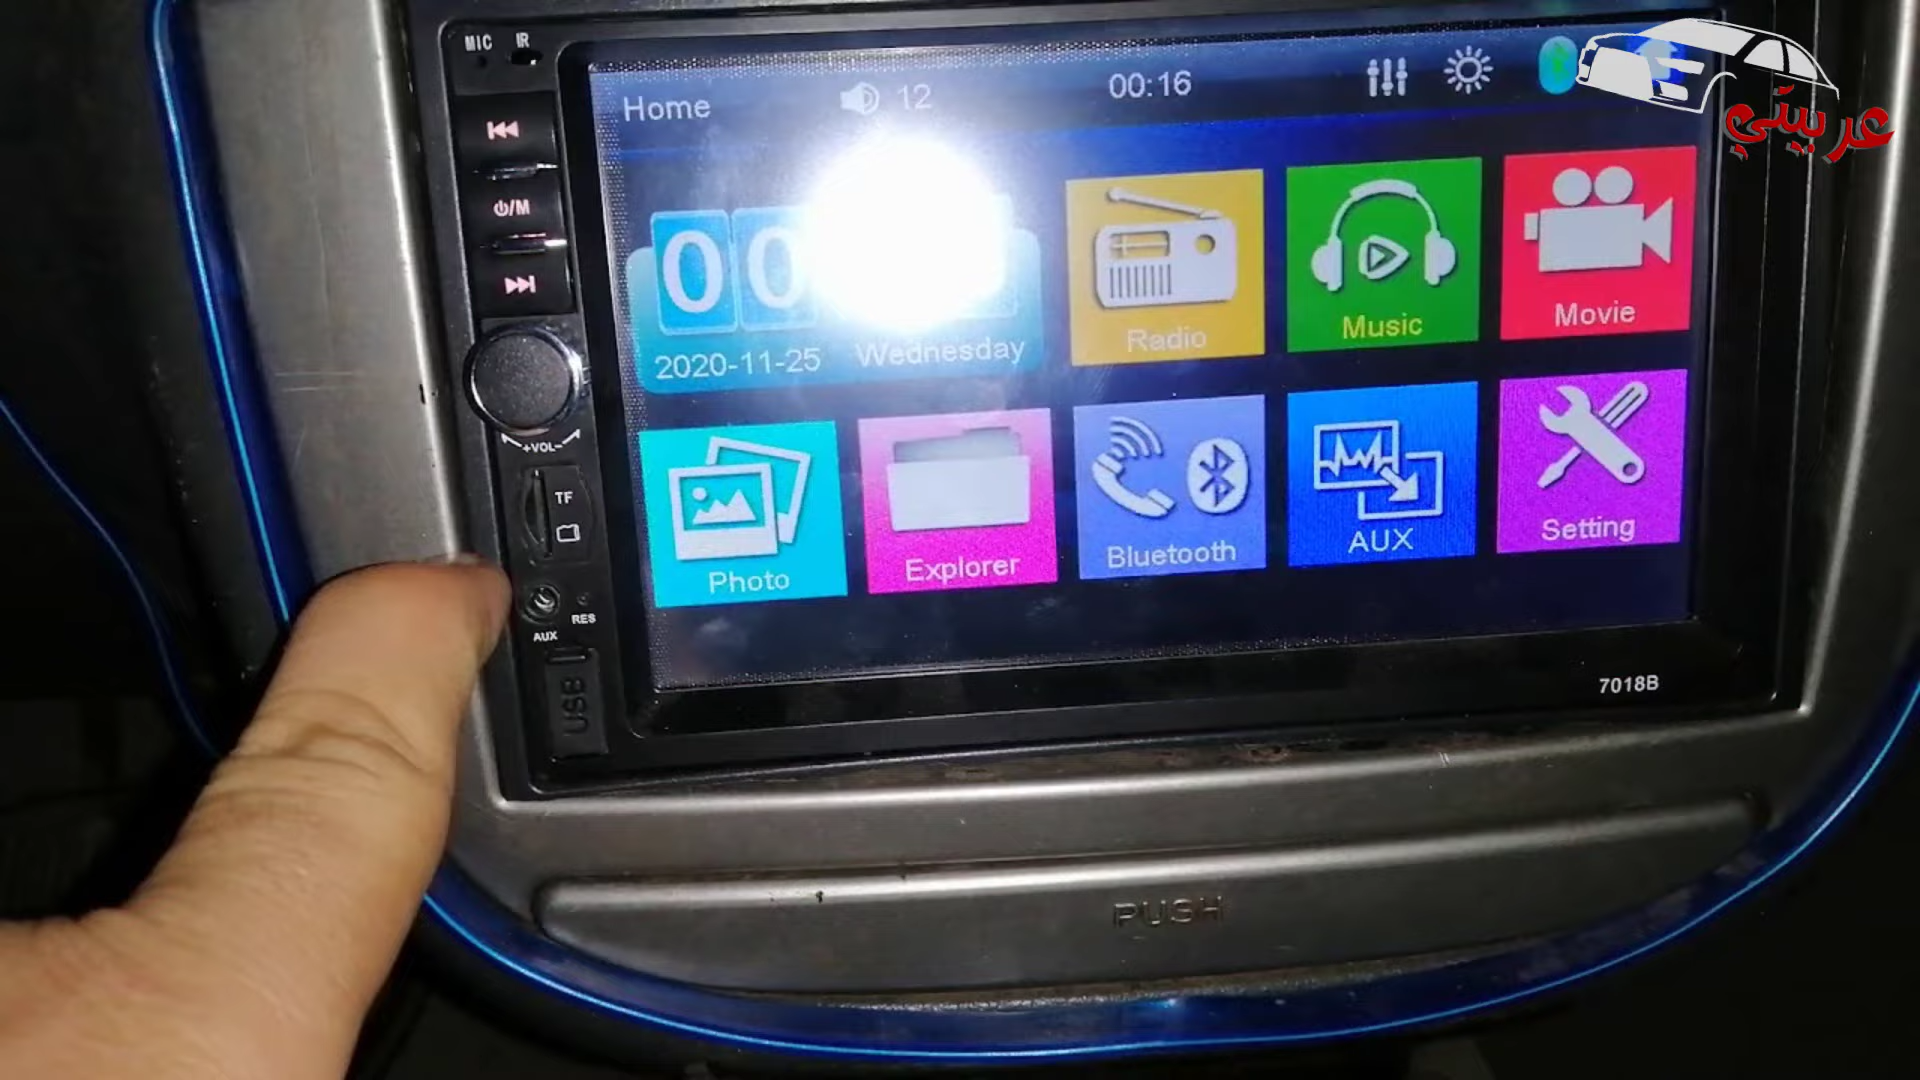 MIC IR
Home 12 00:16
عربيتي
⏻/M
00
2020-11-25 Wednesday
Radio
Music
Movie
+VOL-
TF
Photo
Explorer
Bluetooth
AUX
Setting
AUX RES
USB
7018B
PUSH